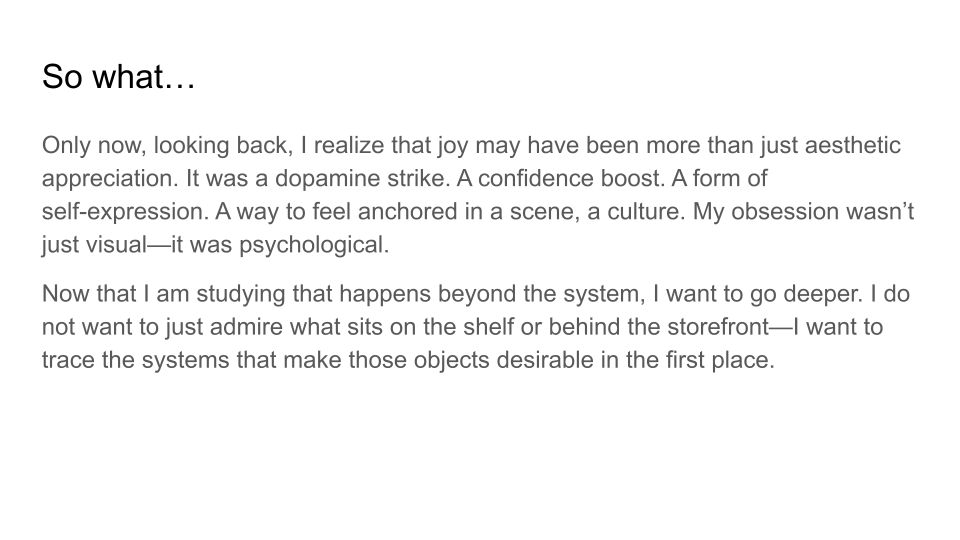 So what…
Only now, looking back, I realize that joy may have been more than just aesthetic
appreciation. It was a dopamine strike. A confidence boost. A form of
self-expression. A way to feel anchored in a scene, a culture. My obsession wasn’t
just visual—it was psychological.
Now that I am studying that happens beyond the system, I want to go deeper. I do
not want to just admire what sits on the shelf or behind the storefront—I want to
trace the systems that make those objects desirable in the first place.